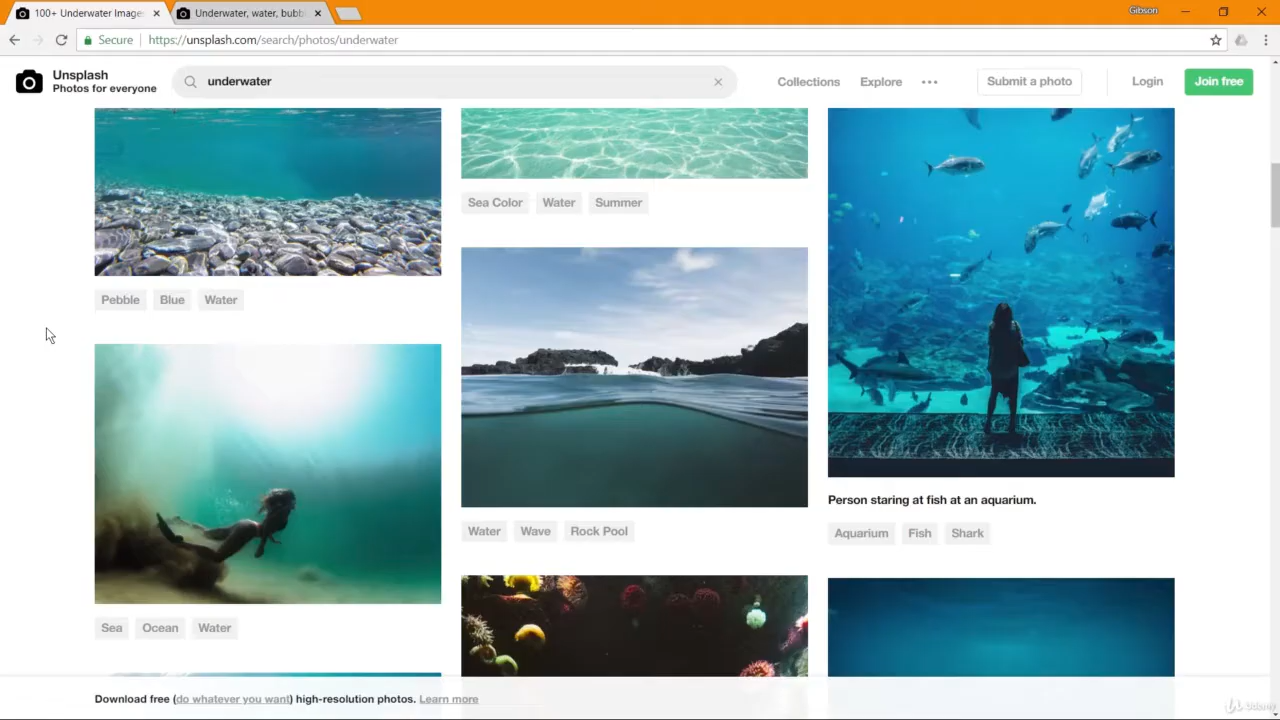 100+ Underwater Image
Underwater, water, bubb
Gibson
Secure
https://unsplash.com/search/photos/underwater
Unsplash
Photos for everyone
underwater
Collections
Explore
Submit a photo
Login
Join free
Sea Color Water Summer
Pebble Blue Water
Water Wave Rock Pool
Person staring at fish at an aquarium.
Aquarium Fish Shark
Sea Ocean Water
Download free (do whatever you want) high-resolution photos. Learn more
Udemy